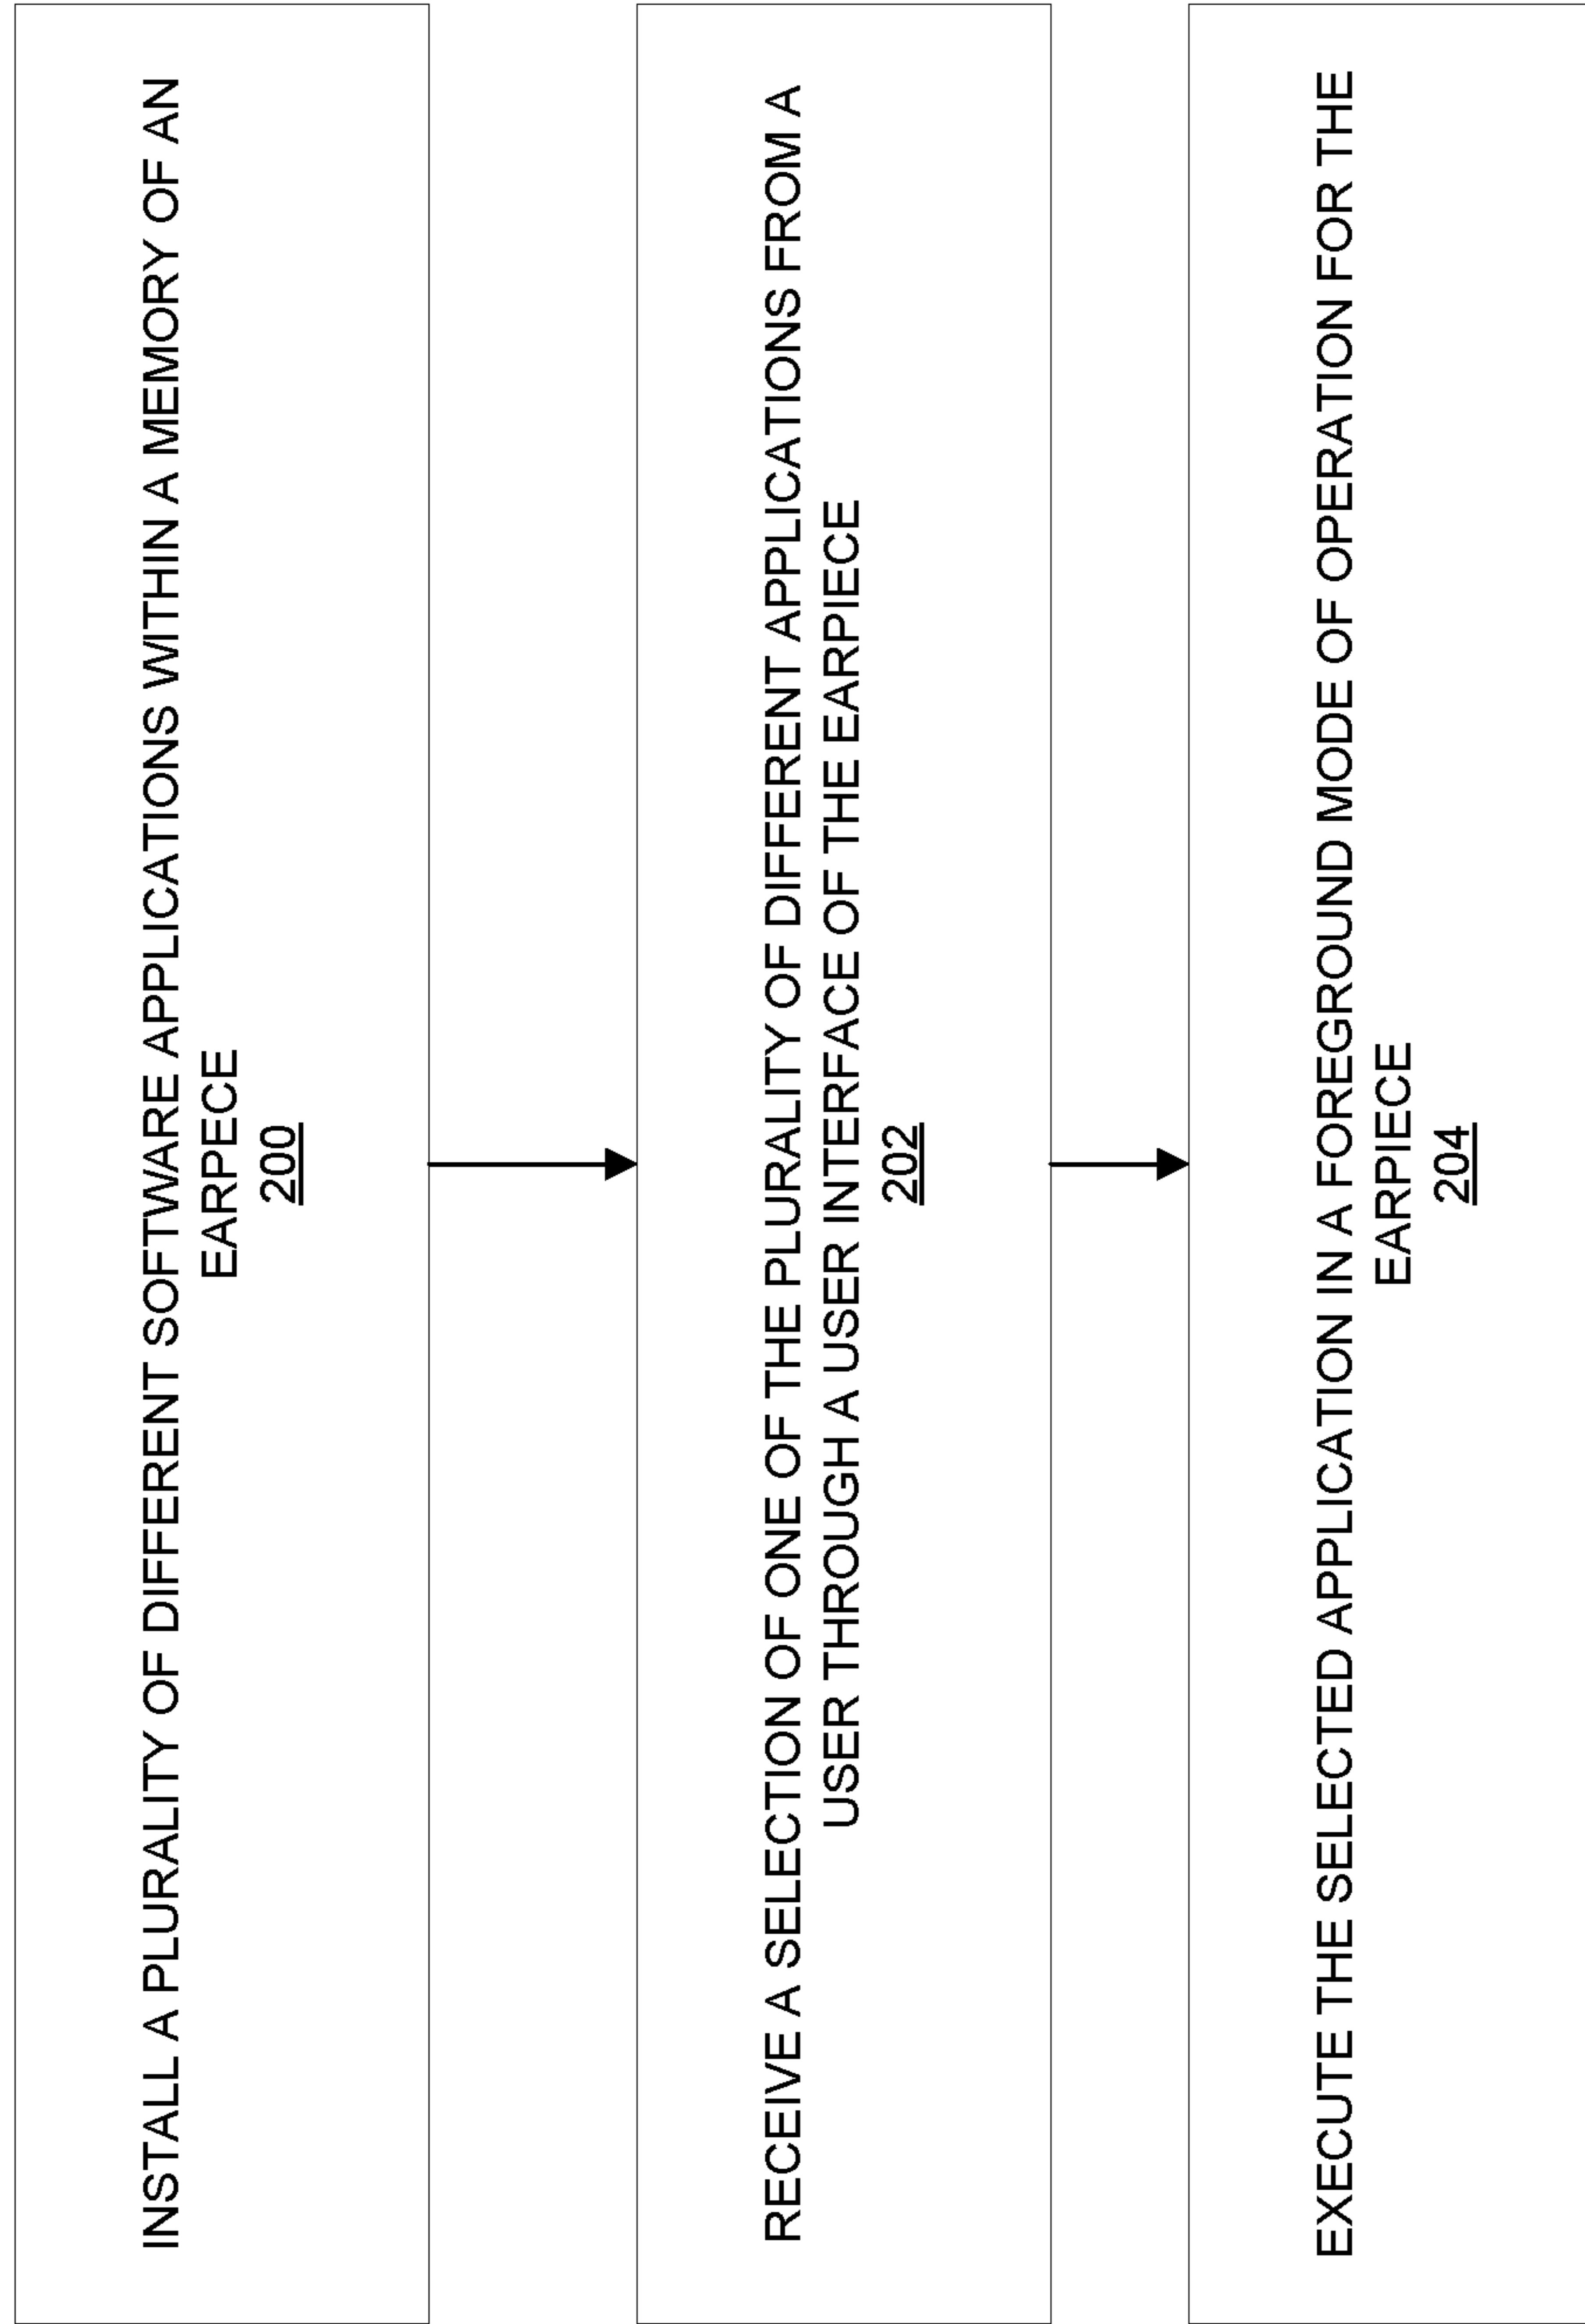 INSTALL A PLURALITY OF DIFFERENT SOFTWARE APPLICATIONS WITHIN A MEMORY OF AN
EARPECE
200
RECEIVE A SELECTION OF ONE OF THE PLURALITY OF DIFFERENT APPLICATIONS FROM A
USER THROUGH A USER INTERFACE OF THE EARPIECE
202
EXECUTE THE SELECTED APPLICATION IN A FOREGROUND MODE OF OPERATION FOR THE
EARPIECE
204